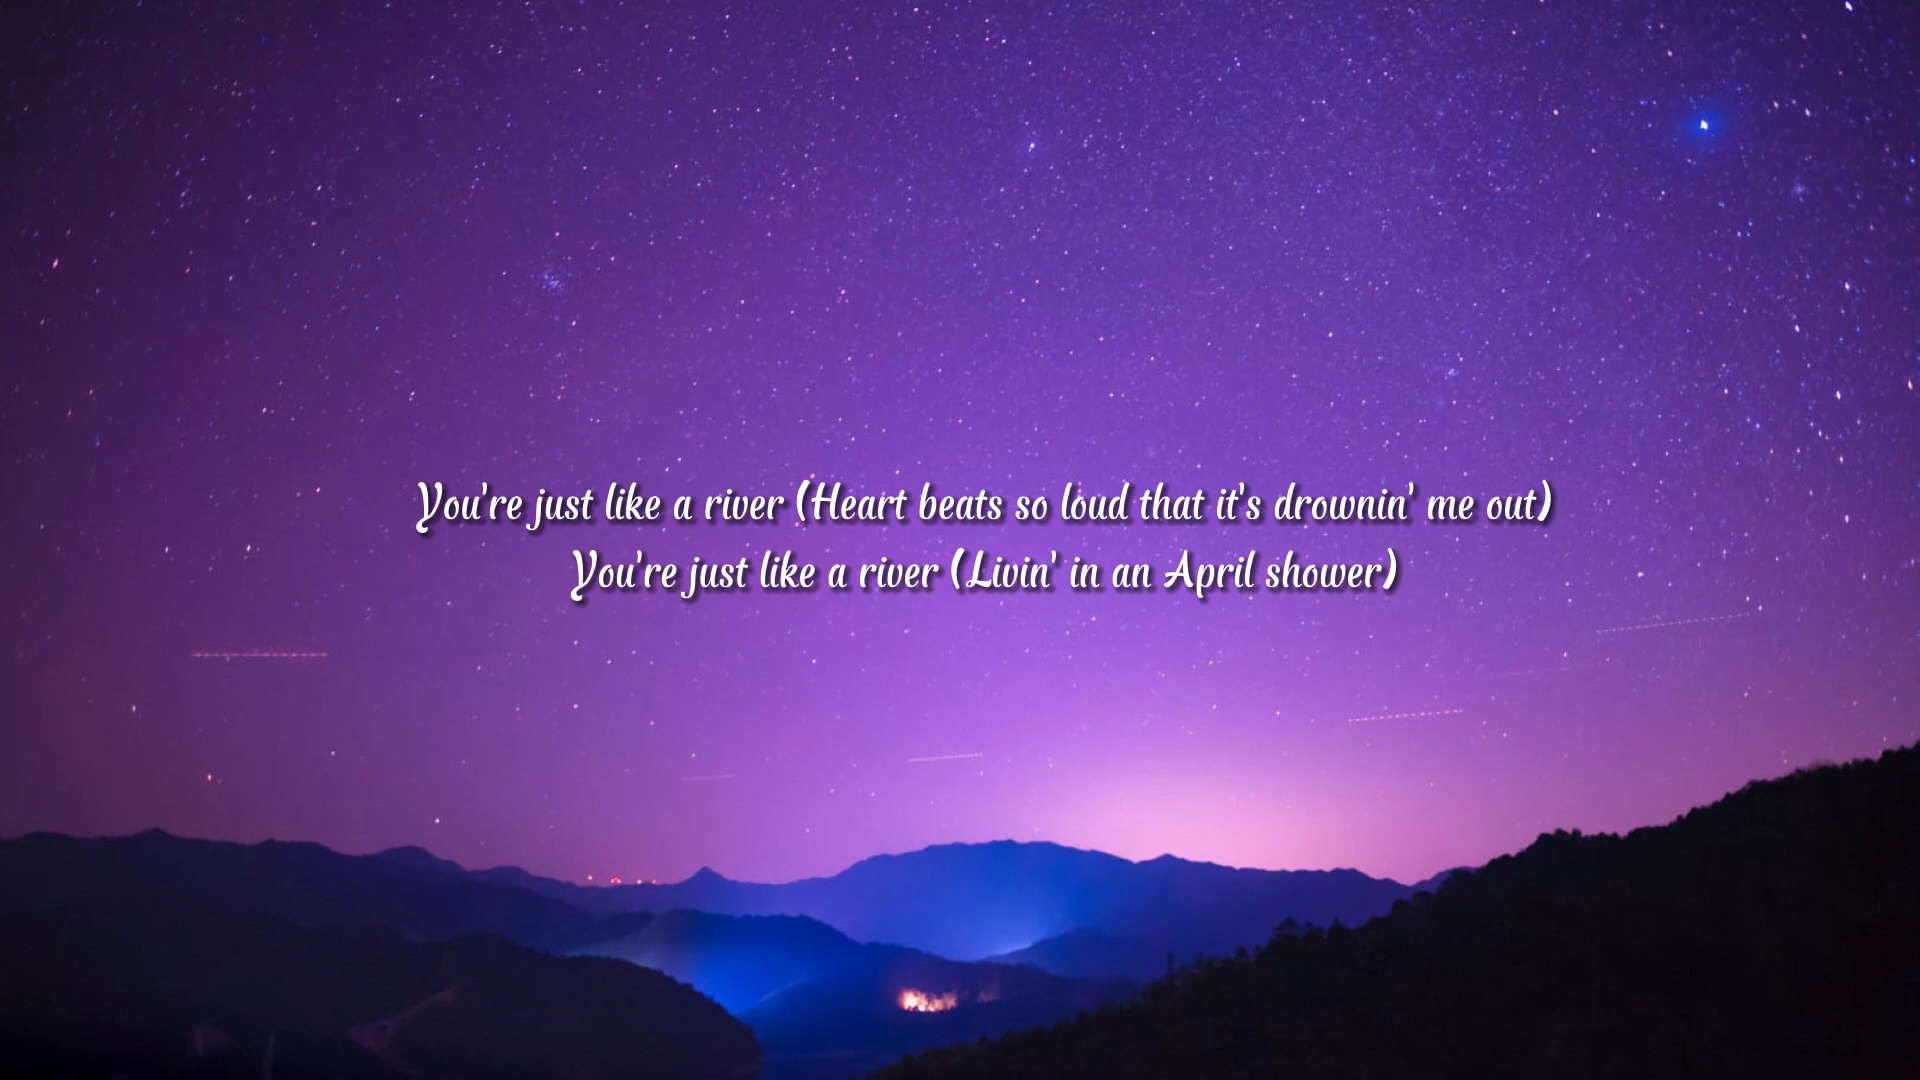 You're just like a river (Heart beats so loud that it's drownin' me out)
You're just like a river (Livin' in an April shower)